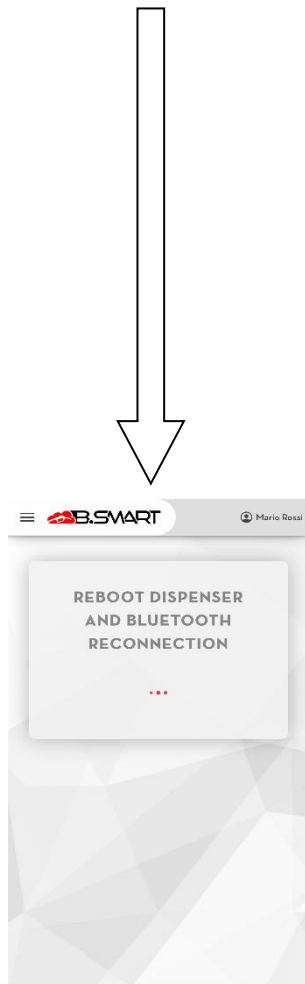 B.SMART
Mario Rossi
REBOOT DISPENSER
AND BLUETOOTH
RECONNECTION
...